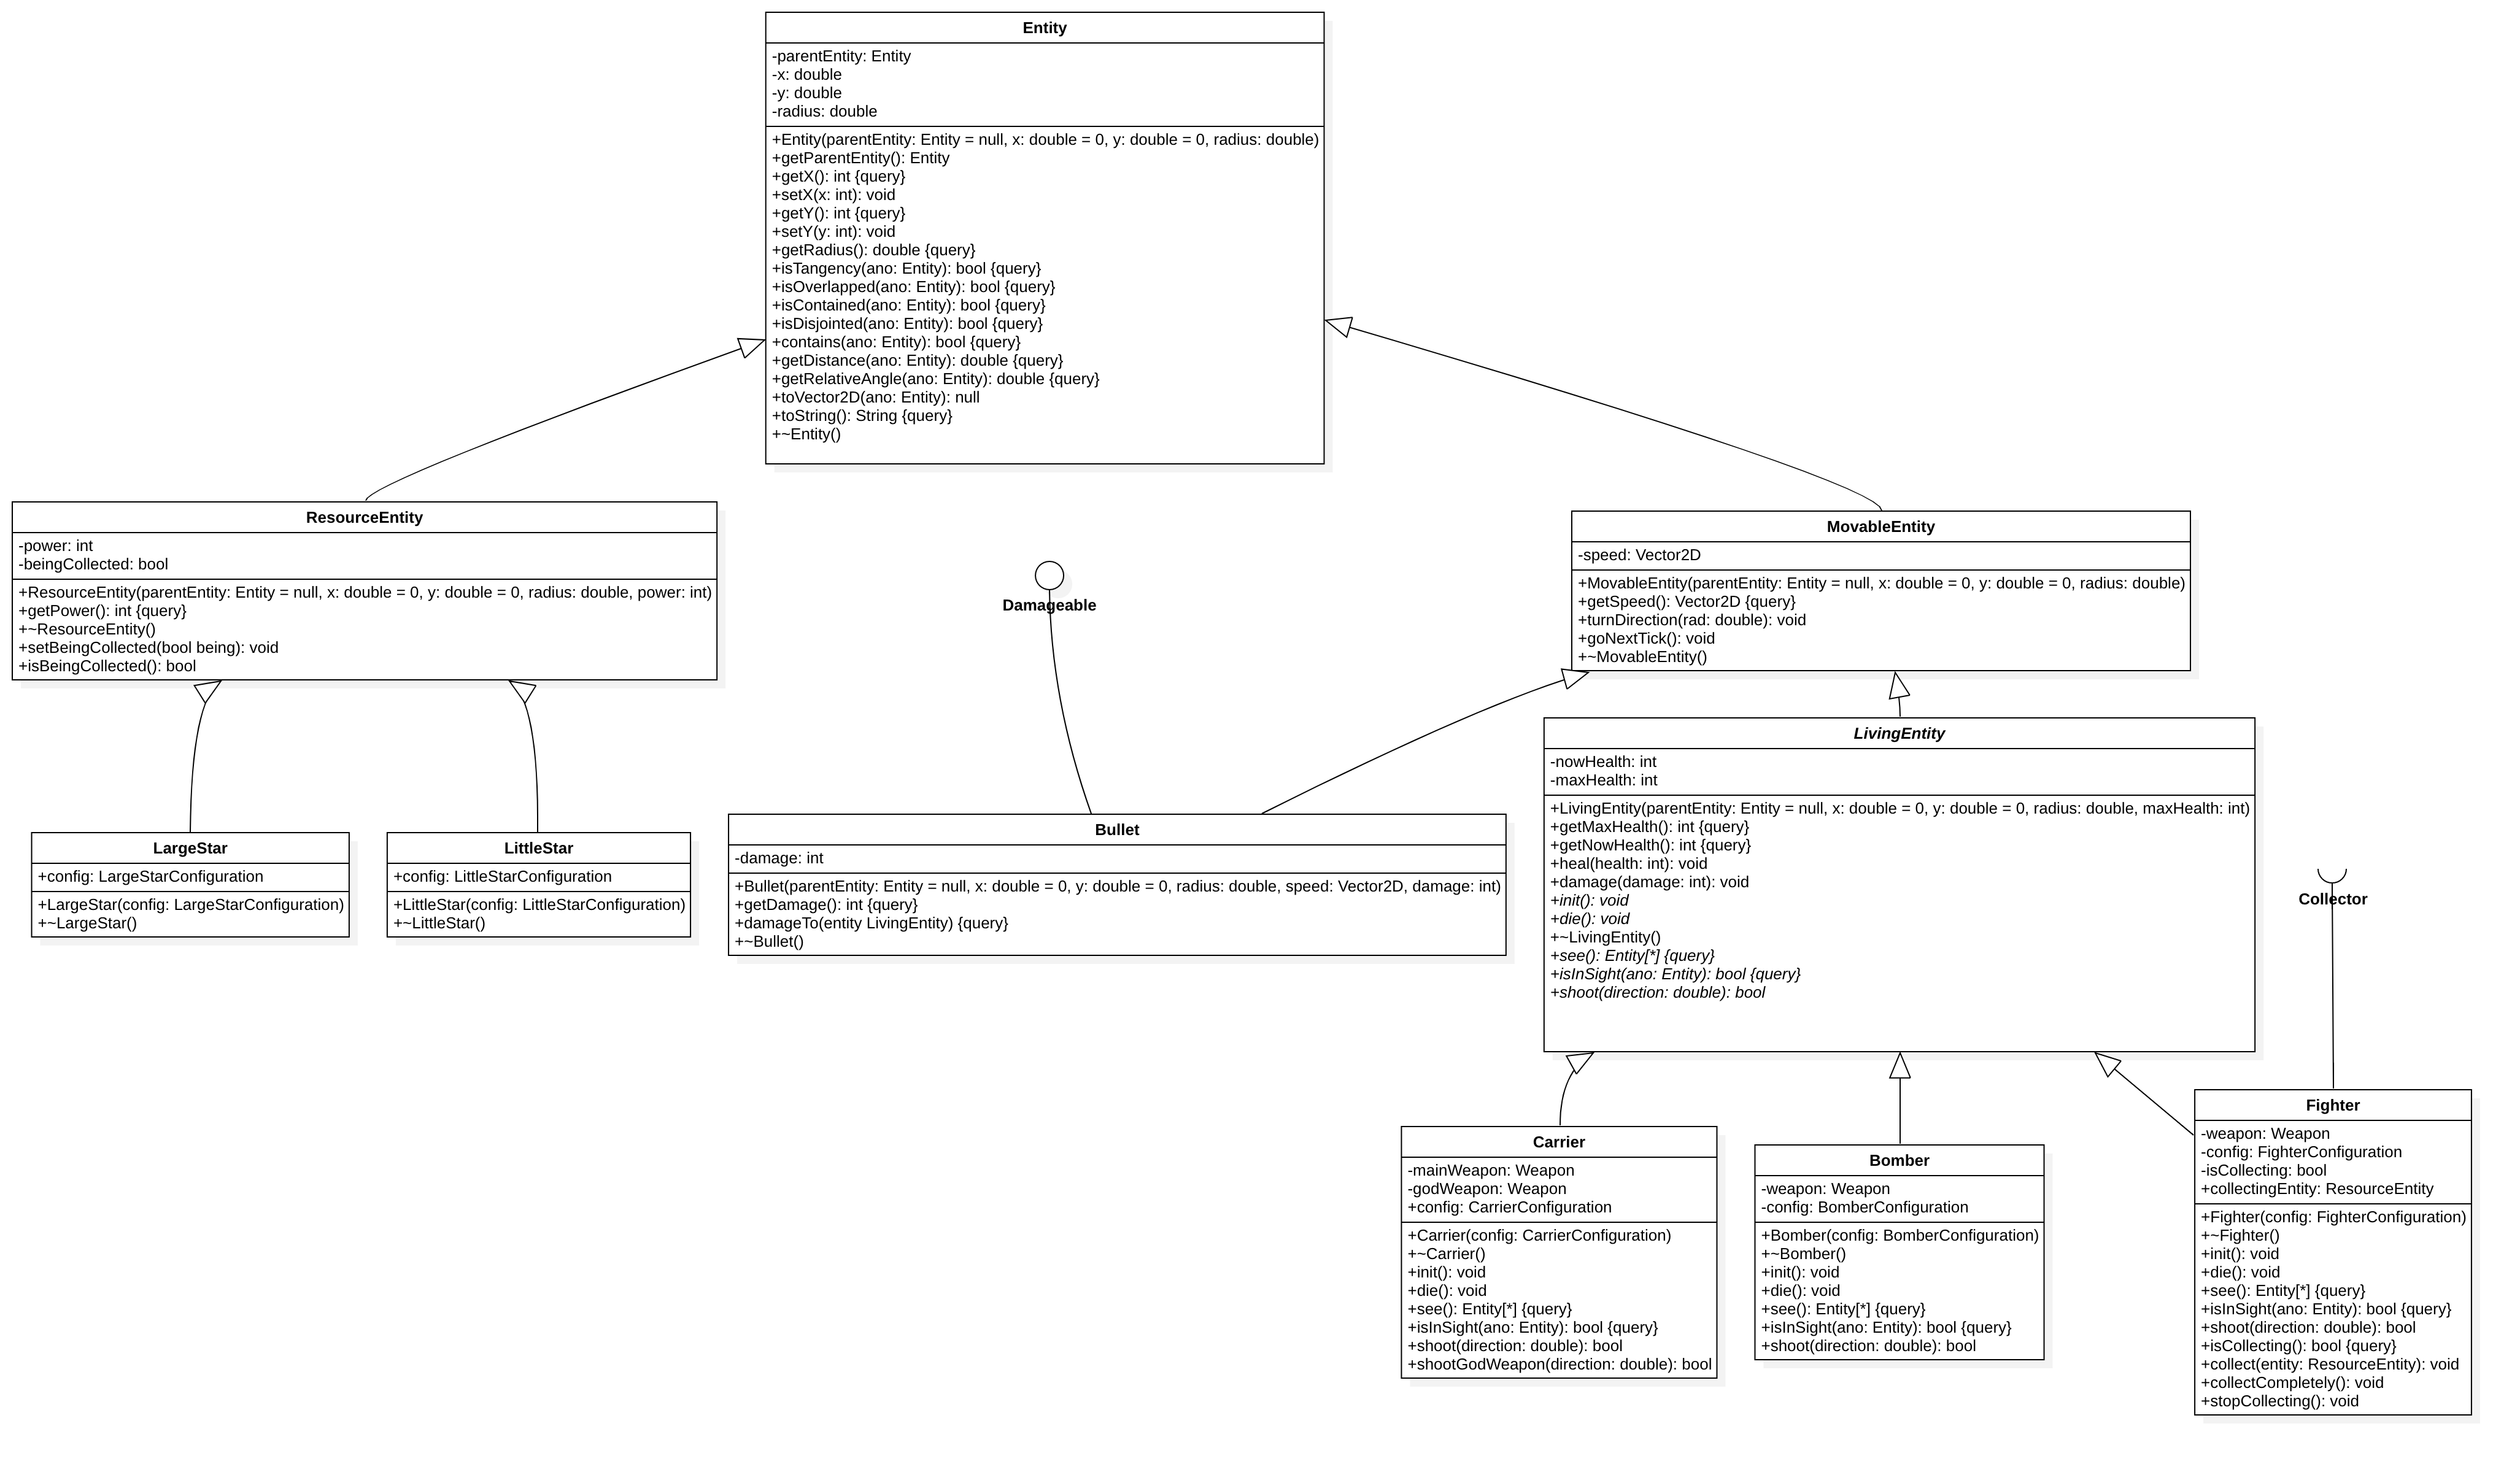 Entity
-parentEntity: Entity
-x: double
-y: double
-radius: double
+Entity(parentEntity: Entity = null, x: double = 0, y: double = 0, radius: double)
+getParentEntity(): Entity
+getX(): int {query}
+setX(x: int): void
+getY(): int {query}
+setY(y: int): void
+getRadius(): double {query}
+isTangency(ano: Entity): bool {query}
+isOverlapped(ano: Entity): bool {query}
+isContained(ano: Entity): bool {query}
+isDisjointed(ano: Entity): bool {query}
+contains(ano: Entity): bool {query}
+getDistance(ano: Entity): double {query}
+getRelativeAngle(ano: Entity): double {query}
+toVector2D(ano: Entity): null
+toString(): String {query}
+~Entity()
ResourceEntity
-power: int
-beingCollected: bool
+ResourceEntity(parentEntity: Entity = null, x: double = 0, y: double = 0, radius: double, power: int)
+getPower(): int {query}
+~ResourceEntity()
+setBeingCollected(bool being): void
+isBeingCollected(): bool
Damageable
MovableEntity
-speed: Vector2D
+MovableEntity(parentEntity: Entity = null, x: double = 0, y: double = 0, radius: double)
+getSpeed(): Vector2D {query}
+turnDirection(rad: double): void
+goNextTick(): void
+~MovableEntity()
LargeStar
+config: LargeStarConfiguration
+LargeStar(config: LargeStarConfiguration)
+~LargeStar()
LittleStar
+config: LittleStarConfiguration
+LittleStar(config: LittleStarConfiguration)
+~LittleStar()
Bullet
-damage: int
+Bullet(parentEntity: Entity = null, x: double = 0, y: double = 0, radius: double, speed: Vector2D, damage: int)
+getDamage(): int {query}
+damageTo(entity LivingEntity) {query}
+~Bullet()
LivingEntity
-nowHealth: int
-maxHealth: int
+LivingEntity(parentEntity: Entity = null, x: double = 0, y: double = 0, radius: double, maxHealth: int)
+getMaxHealth(): int {query}
+getNowHealth(): int {query}
+heal(health: int): void
+damage(damage: int): void
+init(): void
+die(): void
+~LivingEntity()
+see(): Entity[*] {query}
+isInSight(ano: Entity): bool {query}
+shoot(direction: double): bool
Collector
Carrier
-mainWeapon: Weapon
-godWeapon: Weapon
+config: CarrierConfiguration
+Carrier(config: CarrierConfiguration)
+~Carrier()
+init(): void
+die(): void
+see(): Entity[*] {query}
+isInSight(ano: Entity): bool {query}
+shoot(direction: double): bool
+shootGodWeapon(direction: double): bool
Bomber
-weapon: Weapon
-config: BomberConfiguration
+Bomber(config: BomberConfiguration)
+~Bomber()
+init(): void
+die(): void
+see(): Entity[*] {query}
+isInSight(ano: Entity): bool {query}
+shoot(direction: double): bool
Fighter
-weapon: Weapon
-config: FighterConfiguration
-isCollecting: bool
+collectingEntity: ResourceEntity
+Fighter(config: FighterConfiguration)
+~Fighter()
+init(): void
+die(): void
+see(): Entity[*] {query}
+isInSight(ano: Entity): bool {query}
+shoot(direction: double): bool
+isCollecting(): bool {query}
+collect(entity: ResourceEntity): void
+collectCompletely(): void
+stopCollecting(): void